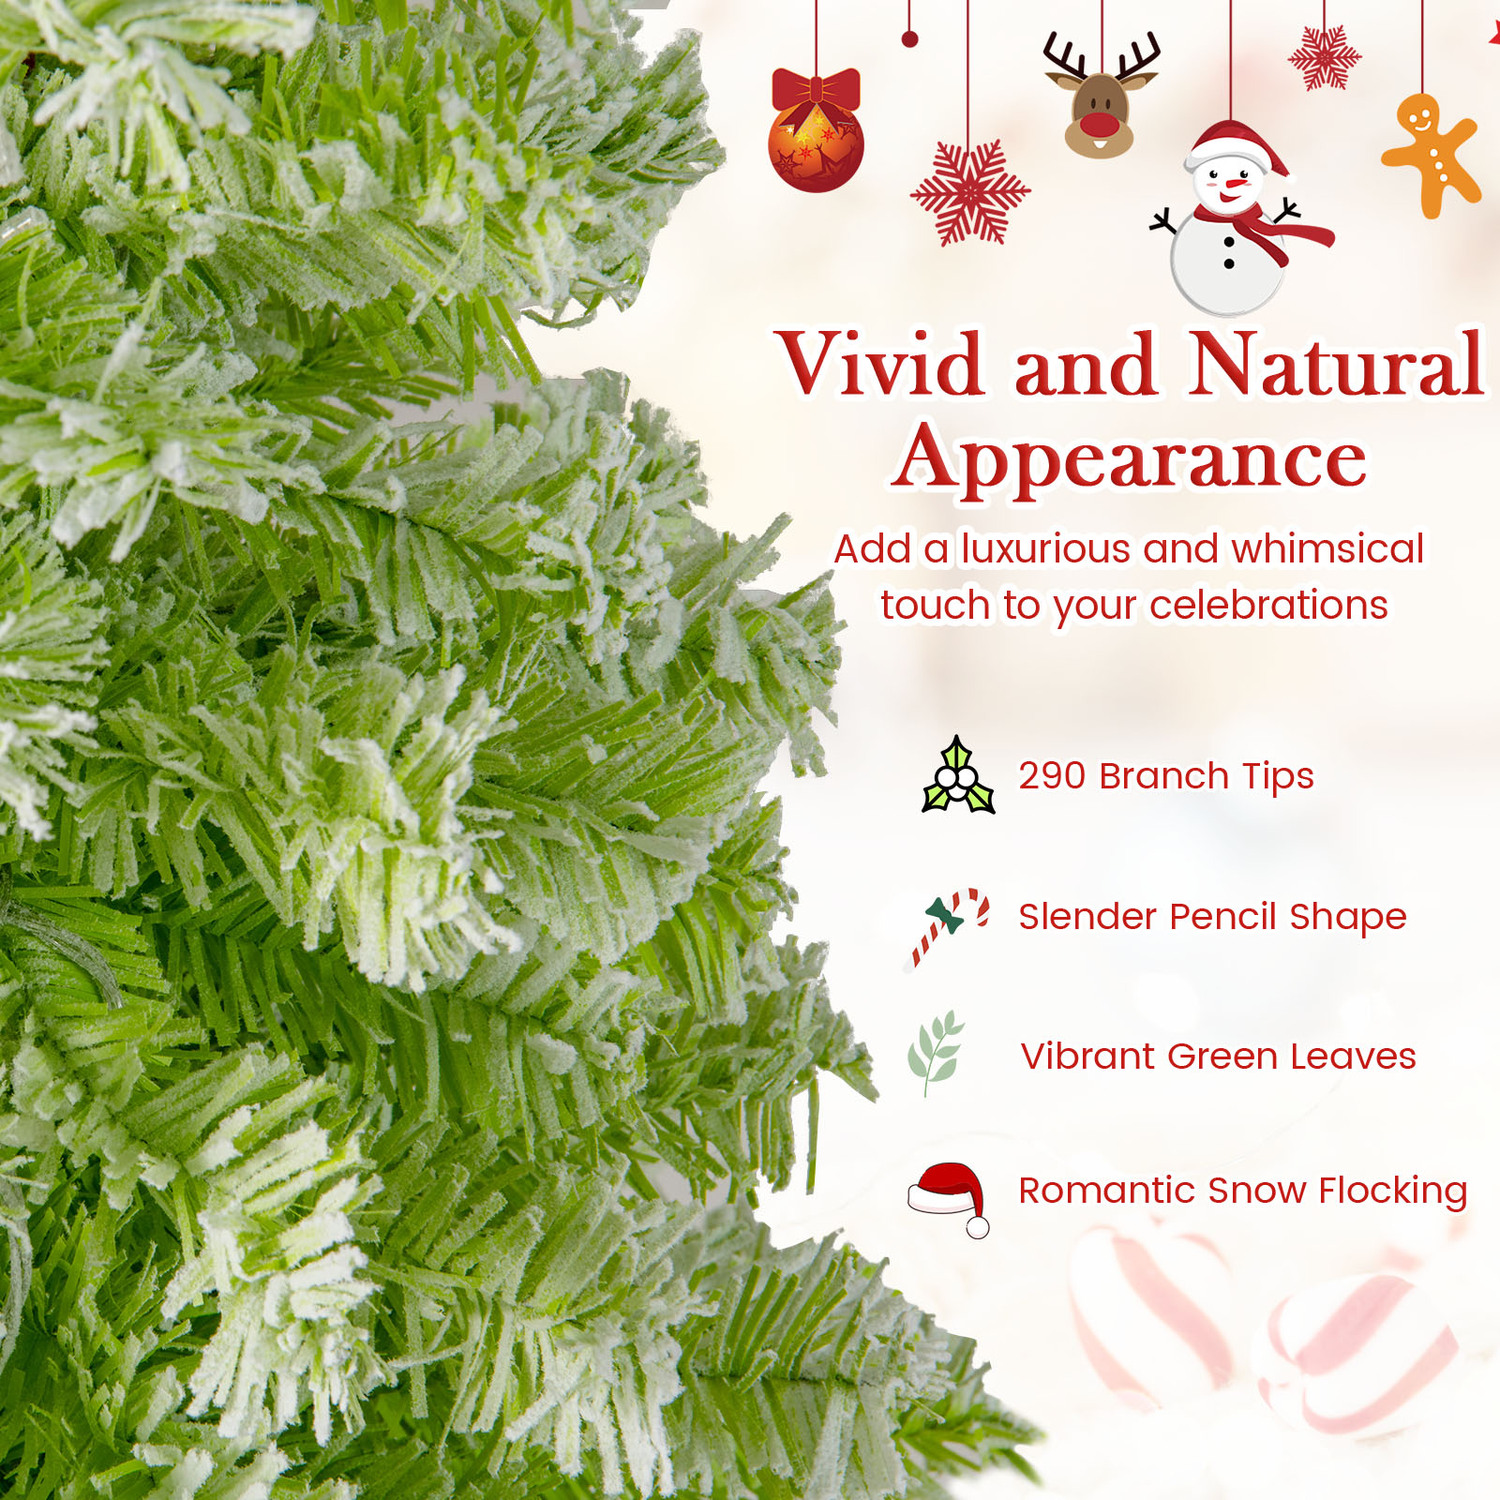 Vivid and Natural
Appearance
Add a luxurious and whimsical
touch to your celebrations
290 Branch Tips
Slender Pencil Shape
Vibrant Green Leaves
Romantic Snow Flocking